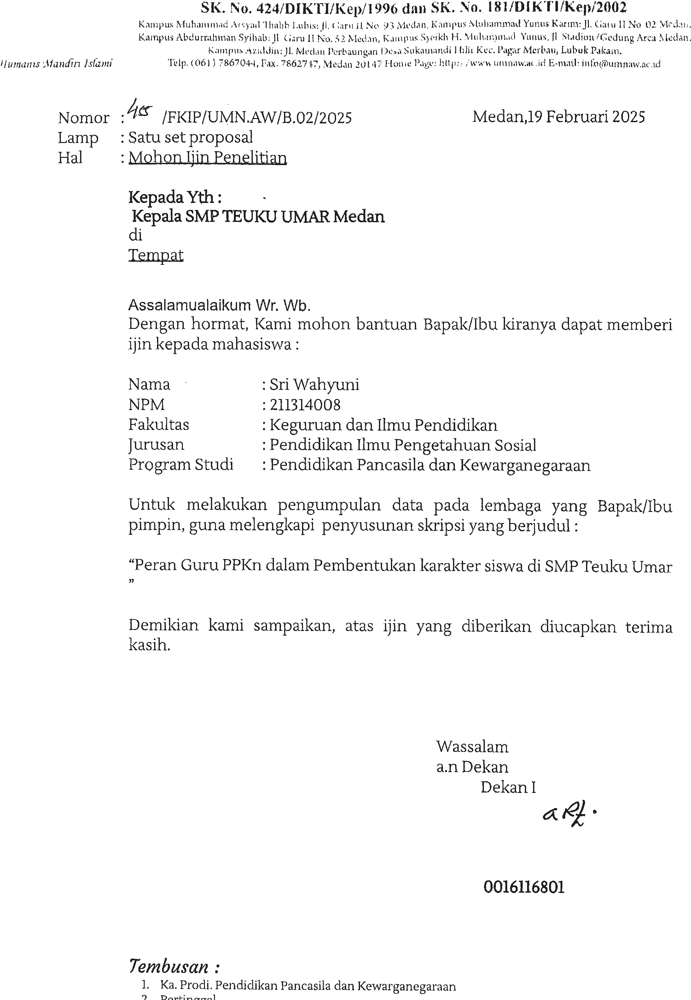 SK. No. 424/DIKTI/Kep/1996 dan SK. No. 181/DIKTI/Kep/2002
Kampus Muhammad Arsyad Thalib Lubis: Jl. Garu II No. 93 Medan, Kampus Muhammad Yunus Karim: Jl. Garu II No. 02 Medan,
Kampus Abdurrahman Syihab: Jl. Garu II No. 52 Medan, Kampus Syeikh H. Muhammad Yunus, Jl. Stadion/Gedung Arca Medan,
Kampus Aziddin: Jl. Medan Perbaungan Desa Sukamandi Hilir Kec. Pagar Merbau, Lubuk Pakam.
Humanis Mandiri Islami Telp. (061) 7867044, Fax. 7862747, Medan 20147 Home Page: http://www.umnaw.ac.id E-mail: info@umnaw.ac.id
Nomor : /FKIP/UMN.AW/B.02/2025 Medan,19 Februari 2025
Lamp : Satu set proposal
Hal : Mohon Ijin Penelitian
Kepada Yth :
Kepala SMP TEUKU UMAR Medan
di
Tempat
Assalamualaikum Wr. Wb.
Dengan hormat, Kami mohon bantuan Bapak/Ibu kiranya dapat memberi
ijin kepada mahasiswa :
Nama : Sri Wahyuni
NPM : 211314008
Fakultas : Keguruan dan Ilmu Pendidikan
Jurusan : Pendidikan Ilmu Pengetahuan Sosial
Program Studi : Pendidikan Pancasila dan Kewarganegaraan
Untuk melakukan pengumpulan data pada lembaga yang Bapak/Ibu
pimpin, guna melengkapi penyusunan skripsi yang berjudul :
“Peran Guru PPKn dalam Pembentukan karakter siswa di SMP Teuku Umar
”
Demikian kami sampaikan, atas ijin yang diberikan diucapkan terima
kasih.
Wassalam
a.n Dekan
Dekan I
0016116801
Tembusan :
1. Ka. Prodi. Pendidikan Pancasila dan Kewarganegaraan
2. Pertinggal